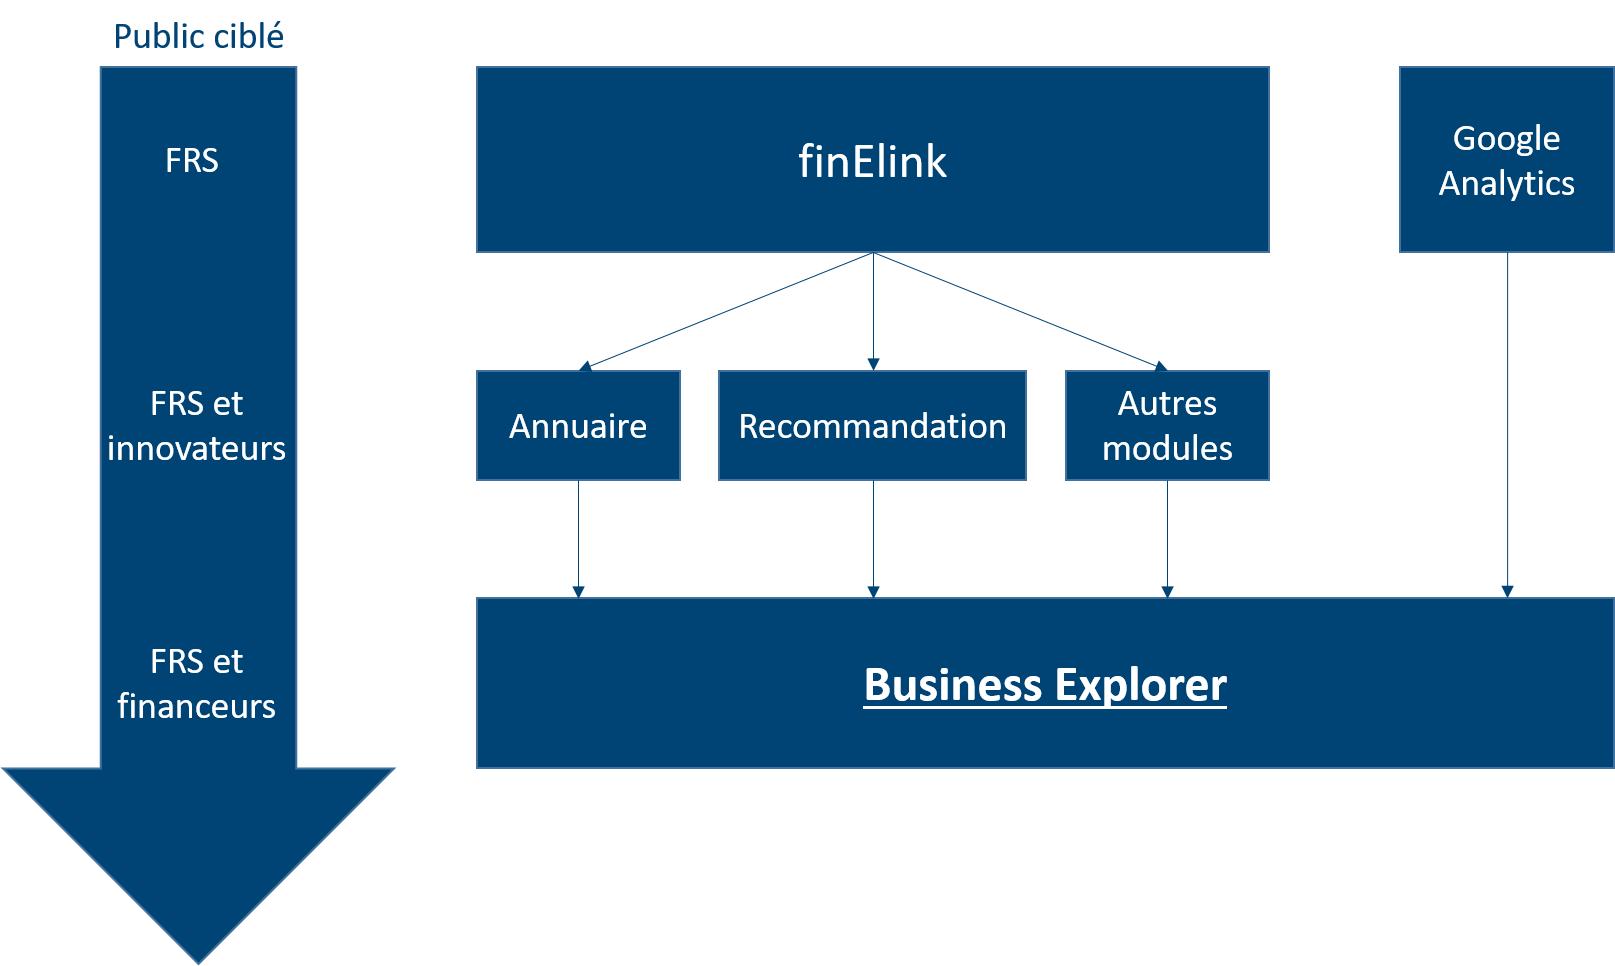 Public ciblé
FRS
finElink
Google
Analytics
FRS et
innovateurs
Annuaire
Recommandation
Autres
modules
FRS et
financeurs
Business Explorer